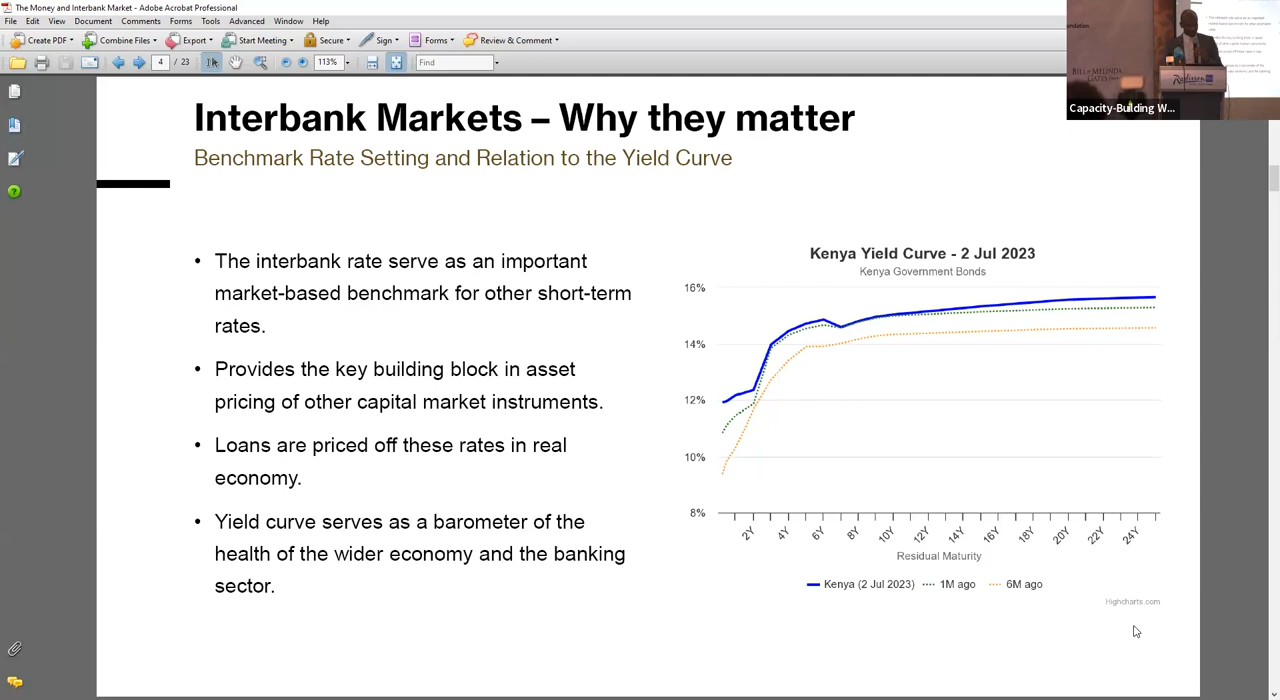 The Money and Interbank Market - Adobe Acrobat Professional
File Edit View Document Comments Forms Tools Advanced Window Help
Create PDF Combine Files Export Start Meeting Secure Sign Forms Review
4 / 23 113% Find
Capacity-Building W...
BILL & MELINDA
GATES
Radisson
Interbank Markets – Why they matter
Benchmark Rate Setting and Relation to the Yield Curve
• The interbank rate serve as an important
market-based benchmark for other short-term
rates.
• Provides the key building block in asset
pricing of other capital market instruments.
• Loans are priced off these rates in real
economy.
• Yield curve serves as a barometer of the
health of the wider economy and the banking
sector.
Kenya Yield Curve - 2 Jul 2023
Kenya Government Bonds
16%
14%
12%
10%
8%
2Y 4Y 6Y 8Y 10Y 12Y 14Y 16Y 18Y 20Y 22Y 24Y
Residual Maturity
Kenya (2 Jul 2023) 1M ago 6M ago
Highcharts.com